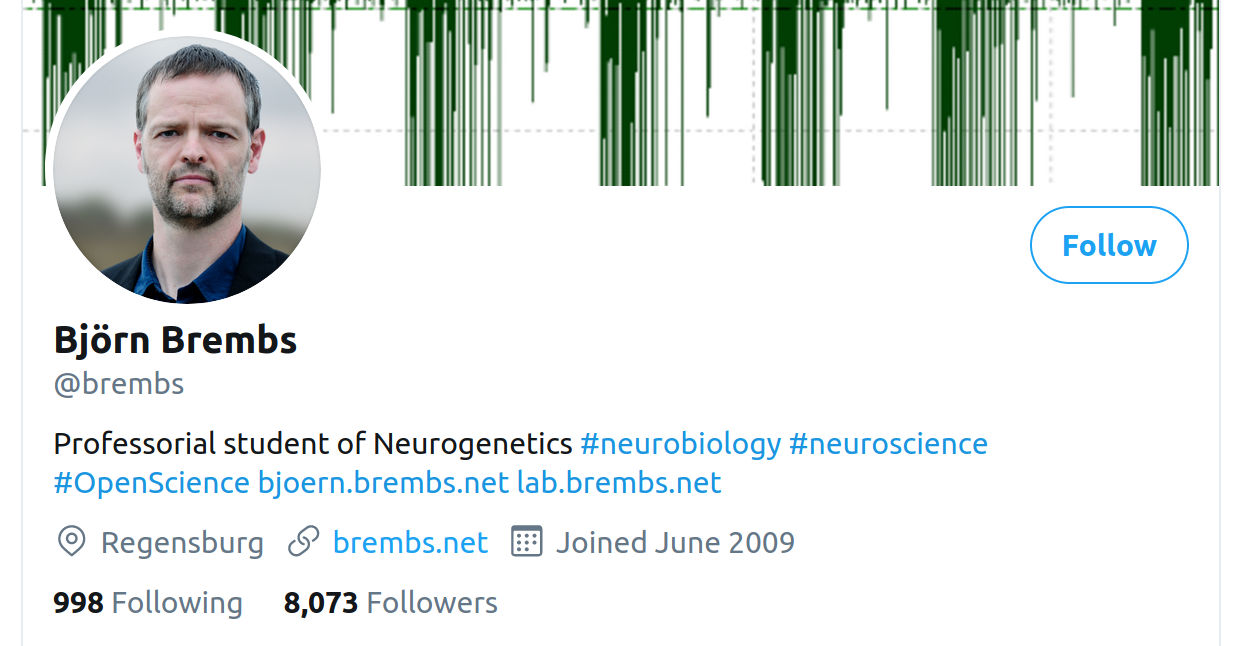 Follow
Björn Brembs
@brembs
Professorial student of Neurogenetics #neurobiology #neuroscience
#OpenScience bjoern.brembs.net lab.brembs.net
Regensburg brembs.net Joined June 2009
998 Following 8,073 Followers